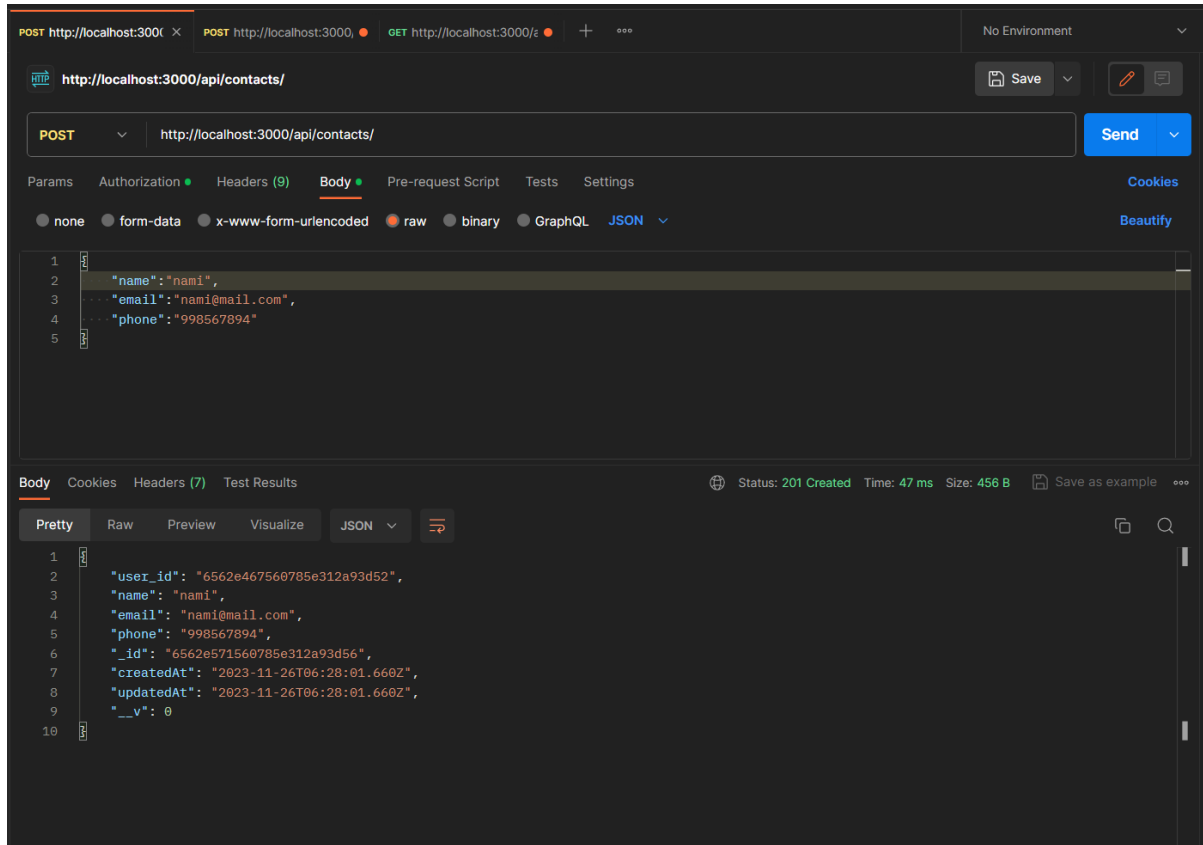 POST http://localhost:300( POST http://localhost:3000, GET http://localhost:3000/a No Environment
HTTP http://localhost:3000/api/contacts/ Save
POST http://localhost:3000/api/contacts/ Send
Params Authorization Headers (9) Body Pre-request Script Tests Settings Cookies
none form-data x-www-form-urlencoded raw binary GraphQL JSON Beautify
1 {
2 ····"name":"nami",
3 ····"email":"nami@mail.com",
4 ····"phone":"998567894"
5 }
Body Cookies Headers (7) Test Results Status: 201 Created Time: 47 ms Size: 456 B Save as example
Pretty Raw Preview Visualize JSON
1 {
2 "user_id": "6562e467560785e312a93d52",
3 "name": "nami",
4 "email": "nami@mail.com",
5 "phone": "998567894",
6 "_id": "6562e571560785e312a93d56",
7 "createdAt": "2023-11-26T06:28:01.660Z",
8 "updatedAt": "2023-11-26T06:28:01.660Z",
9 "__v": 0
10 }